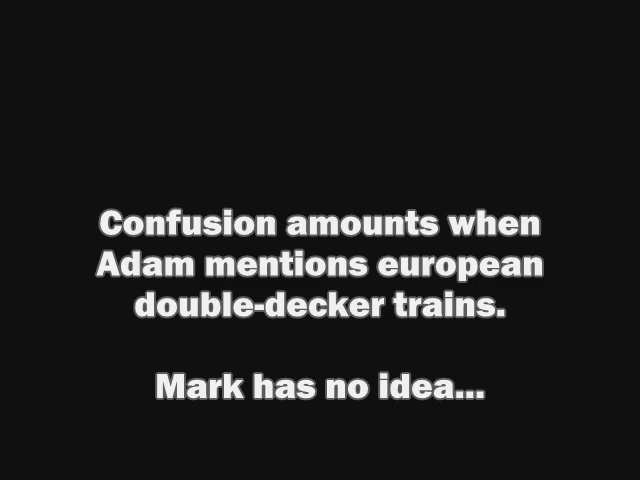 Confusion amounts when
Adam mentions european
double-decker trains.
Mark has no idea...